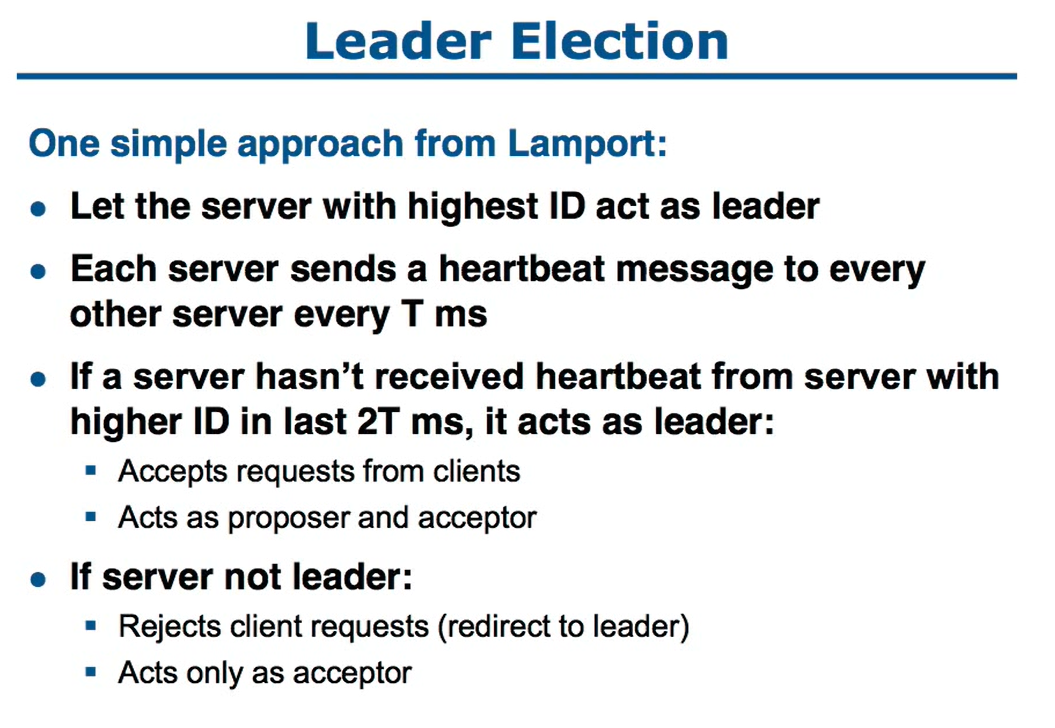 Leader Election
One simple approach from Lamport:
● Let the server with highest ID act as leader
● Each server sends a heartbeat message to every
other server every T ms
● If a server hasn’t received heartbeat from server with
higher ID in last 2T ms, it acts as leader:
▪ Accepts requests from clients
▪ Acts as proposer and acceptor
● If server not leader:
▪ Rejects client requests (redirect to leader)
▪ Acts only as acceptor